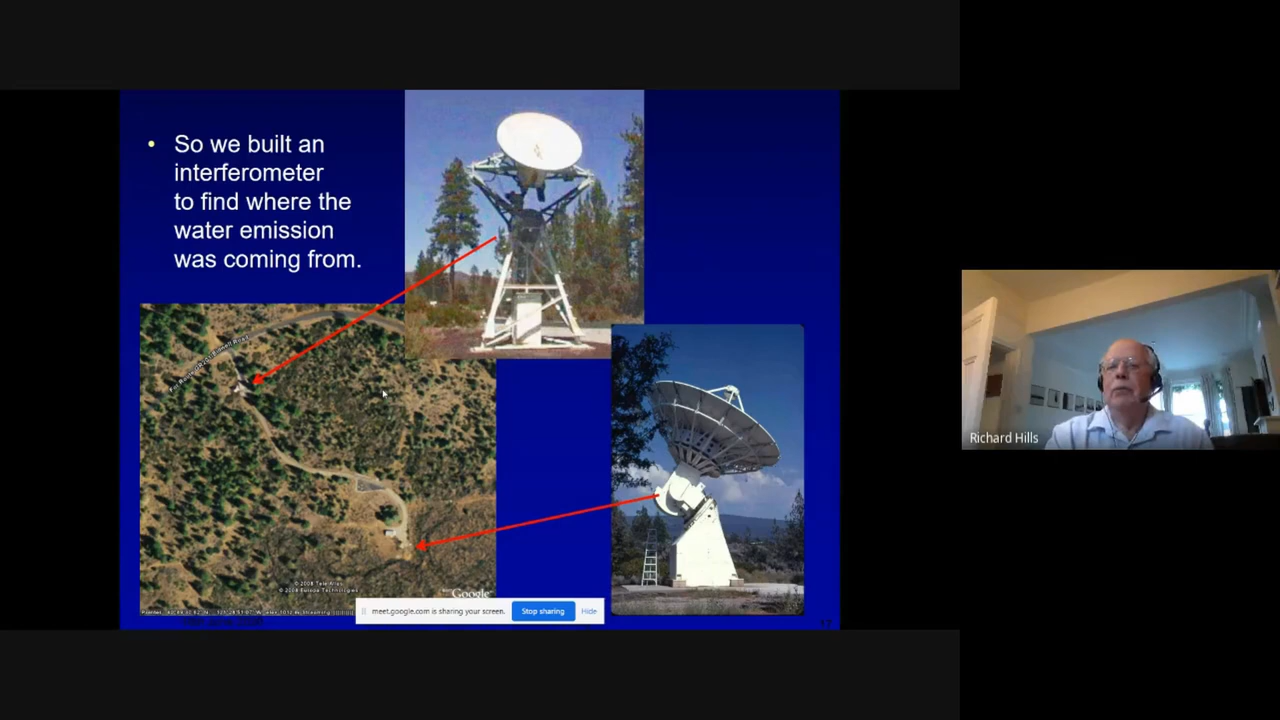 • So we built an
interferometer
to find where the
water emission
was coming from.
© 2008 Tele Atlas
Google
meet.google.com is sharing your screen.
Stop sharing
Hide
17
Richard Hills